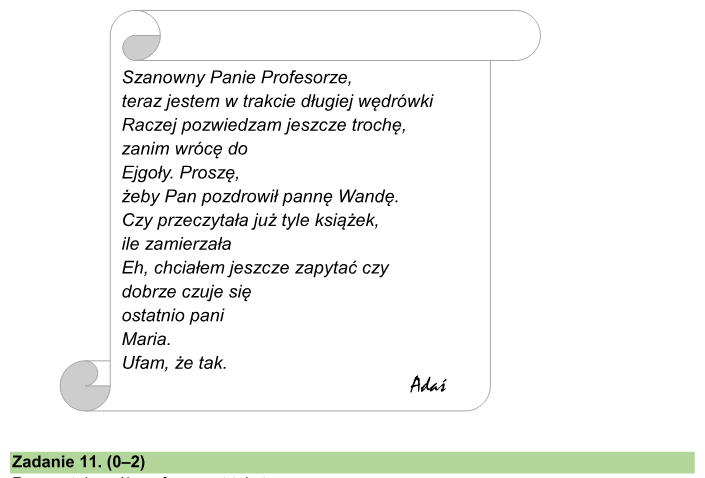 Szanowny Panie Profesorze,
teraz jestem w trakcie długiej wędrówki
Raczej pozwiedzam jeszcze trochę,
zanim wrócę do
Ejgoły. Proszę,
żeby Pan pozdrowił pannę Wandę.
Czy przeczytała już tyle książek,
ile zamierzała
Eh, chciałem jeszcze zapytać czy
dobrze czuje się
ostatnio pani
Maria.
Ufam, że tak.
Adaś
Zadanie 11. (0–2)